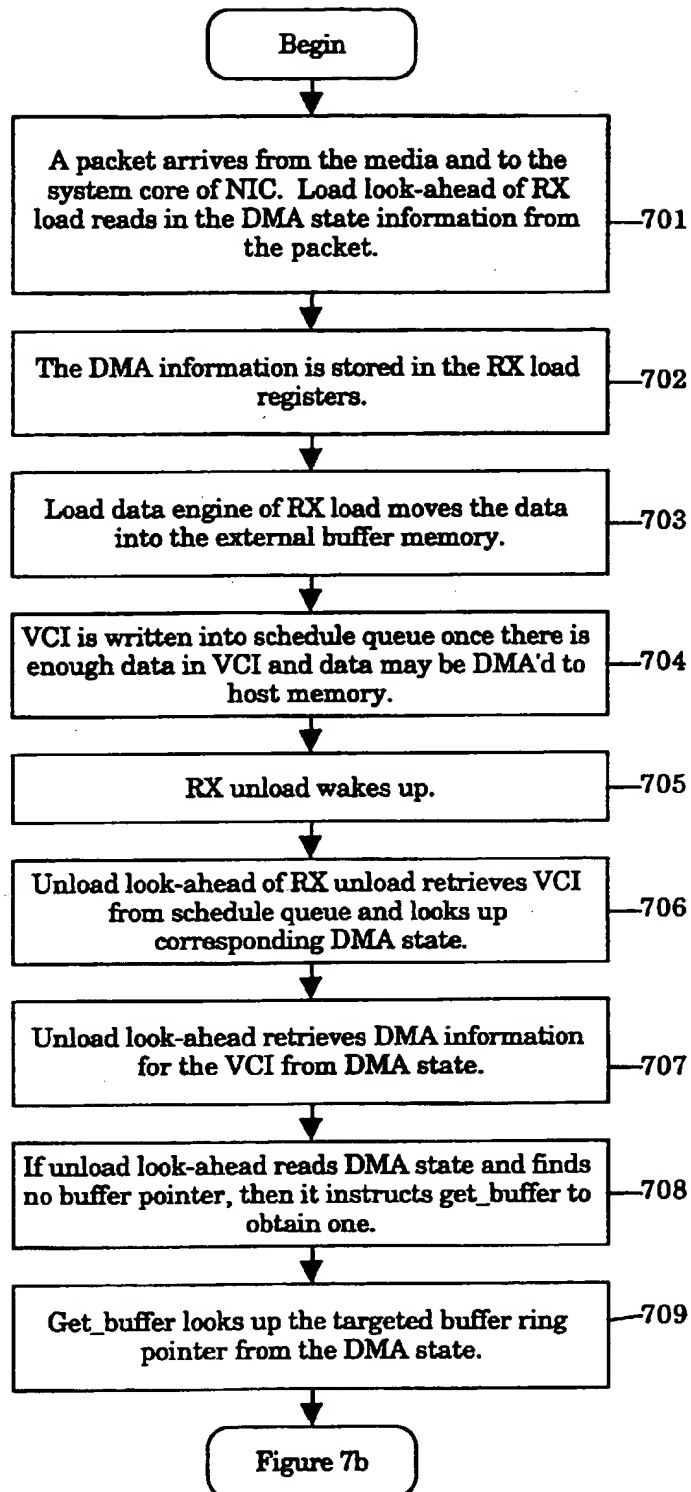 Begin
A packet arrives from the media and to the
system core of NIC. Load look-ahead of RX
load reads in the DMA state information from
the packet.
701
The DMA information is stored in the RX load
registers.
702
Load data engine of RX load moves the data
into the external buffer memory.
703
VCI is written into schedule queue once there is
enough data in VCI and data may be DMA'd to
host memory.
704
RX unload wakes up.
705
Unload look-ahead of RX unload retrieves VCI
from schedule queue and looks up
corresponding DMA state.
706
Unload look-ahead retrieves DMA information
for the VCI from DMA state.
707
If unload look-ahead reads DMA state and finds
no buffer pointer, then it instructs get_buffer to
obtain one.
708
Get_buffer looks up the targeted buffer ring
pointer from the DMA state.
709
Figure 7b